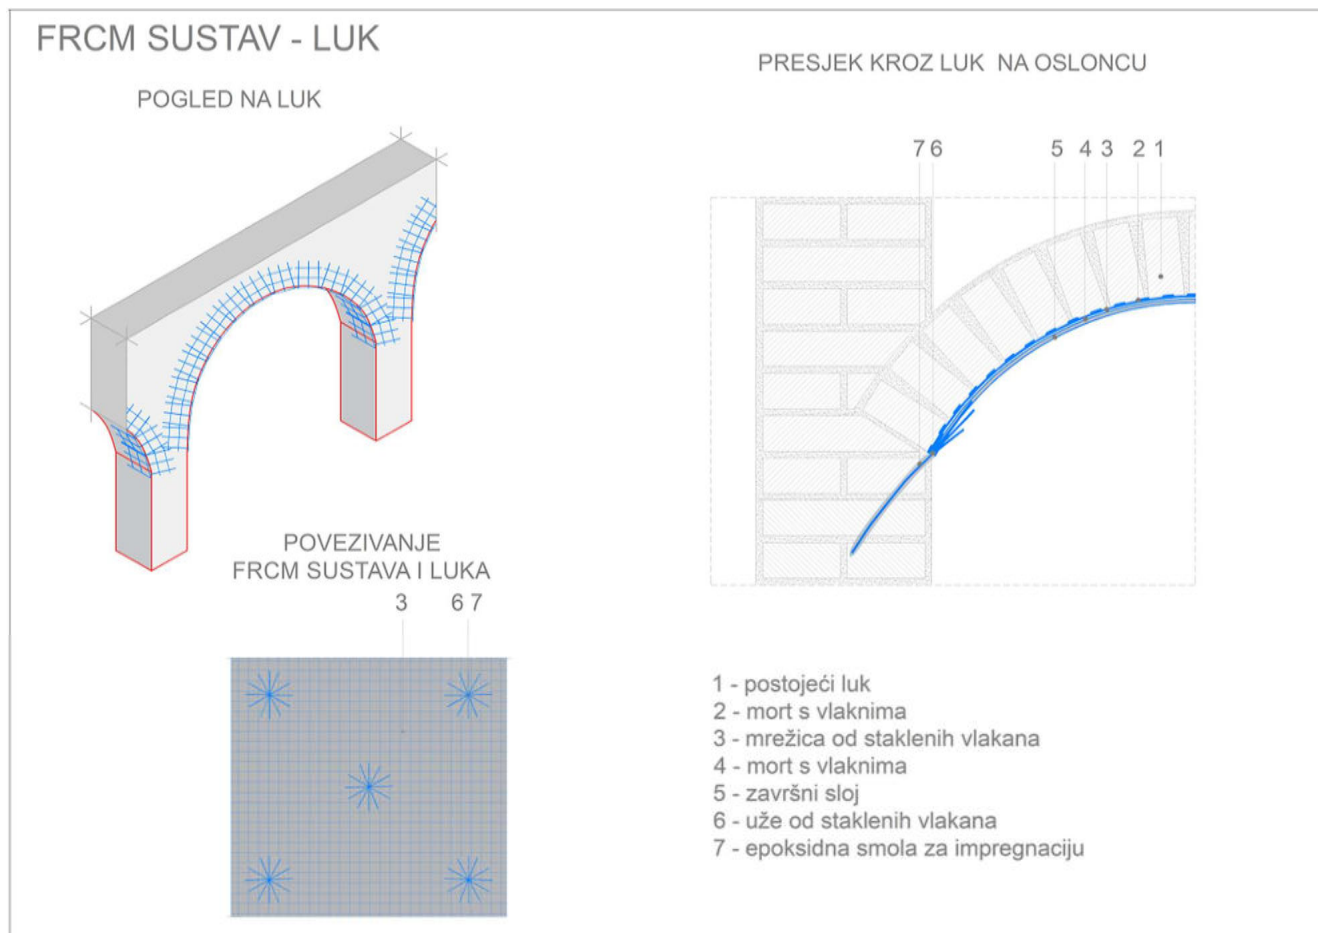 FRCM SUSTAV - LUK
POGLED NA LUK
POVEZIVANJE
FRCM SUSTAVA I LUKA
3 6 7
PRESJEK KROZ LUK NA OSLONCU
7 6 5 4 3 2 1
1 - postojeći luk
2 - mort s vlaknima
3 - mrežica od staklenih vlakana
4 - mort s vlaknima
5 - završni sloj
6 - uže od staklenih vlakana
7 - epoksidna smola za impregnaciju